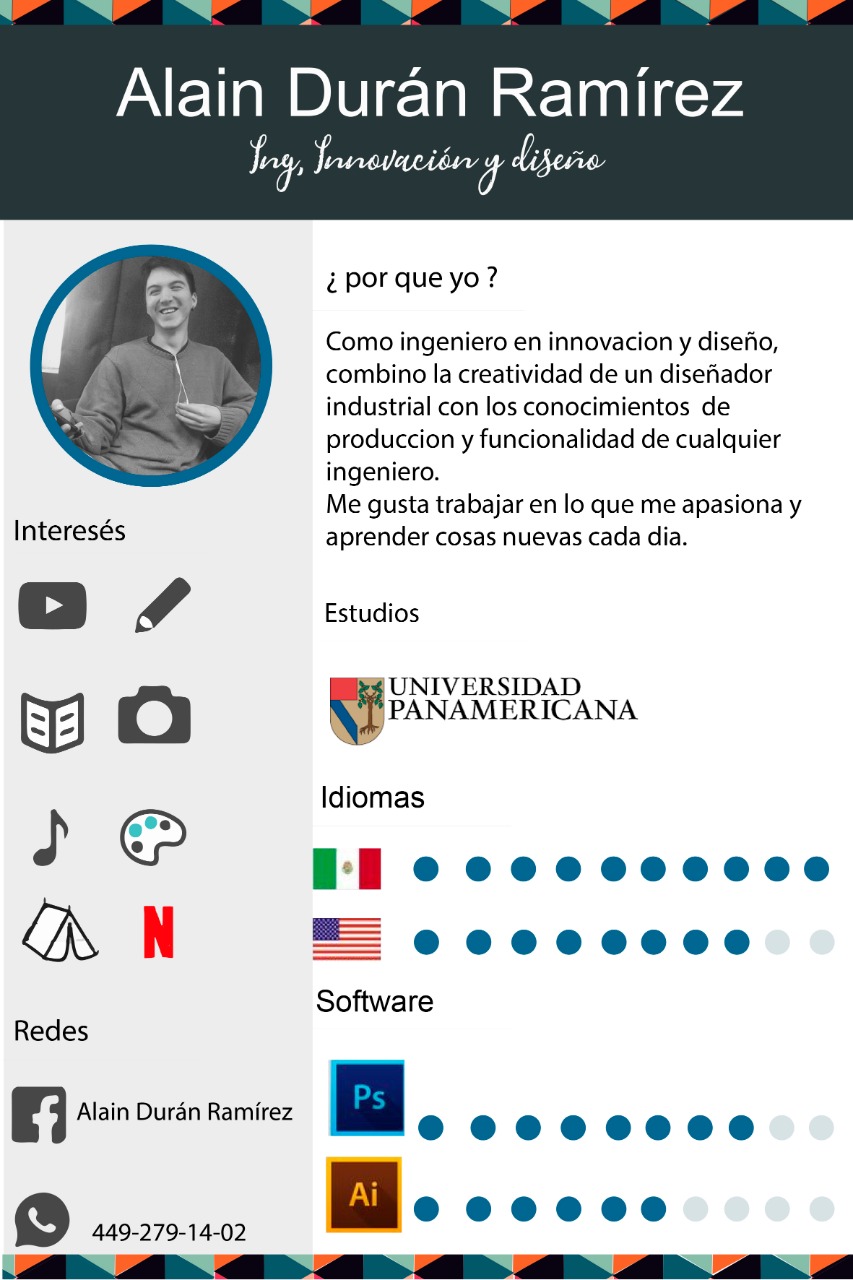 Alain Durán Ramírez
Ing, Innovación y diseño
¿ por que yo ?
Como ingeniero en innovacion y diseño,
combino la creatividad de un diseñador
industrial con los conocimientos de
produccion y funcionalidad de cualquier
ingeniero.
Me gusta trabajar en lo que me apasiona y
aprender cosas nuevas cada dia.
Interesés
N
Estudios
UNIVERSIDAD
PANAMERICANA
Idiomas
Software
Ps
Ai
Redes
f
Alain Durán Ramírez
449-279-14-02